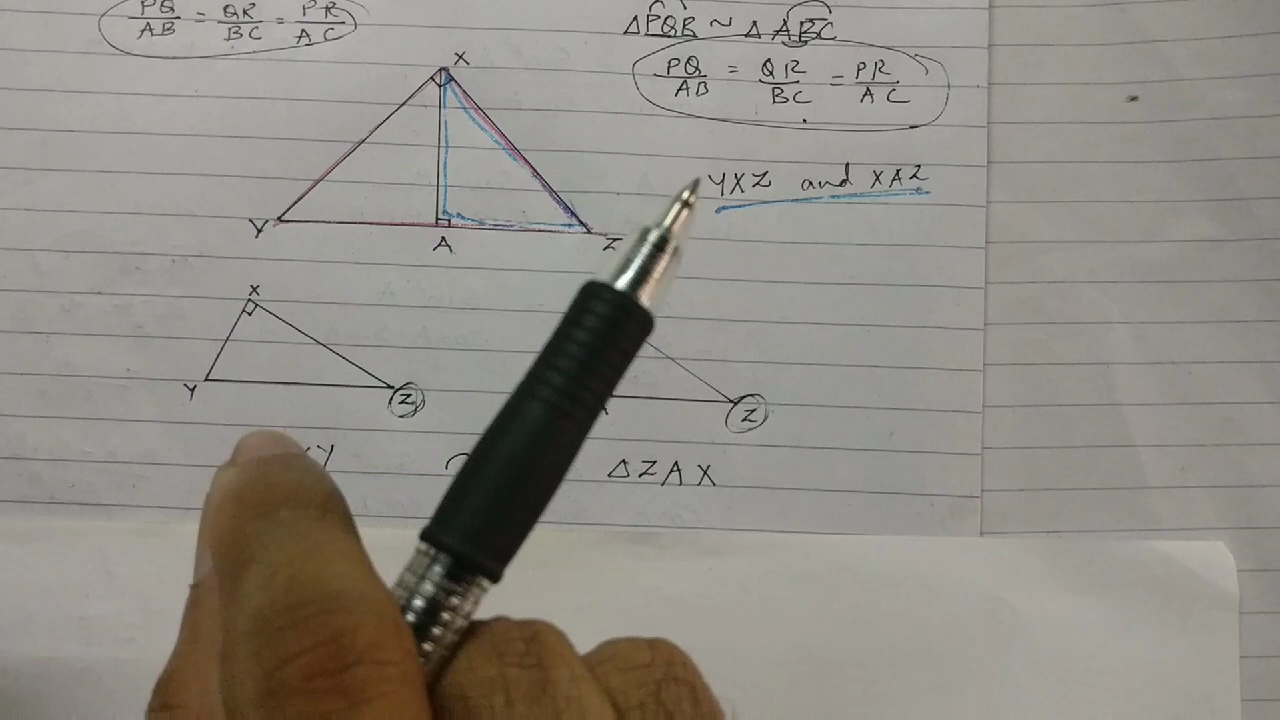 PQ/AB = QR/BC = PR/AC
ΔPQR ~ ΔABC
PQ/AB = QR/BC = PR/AC
X
YXZ and XAZ
Y A Z
X
Y Z Z
ΔZAX